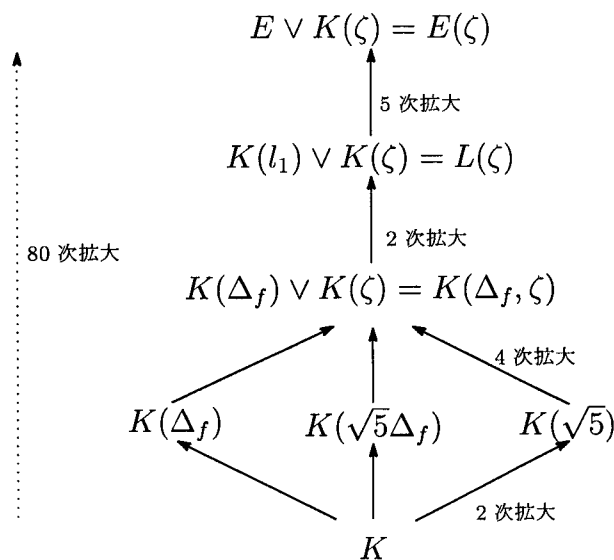 E ∨ K(ζ) = E(ζ)
5 次拡大
K(l₁) ∨ K(ζ) = L(ζ)
80 次拡大
2 次拡大
K(Δ_f) ∨ K(ζ) = K(Δ_f, ζ)
4 次拡大
K(Δ_f) K(√5Δ_f) K(√5)
2 次拡大
K